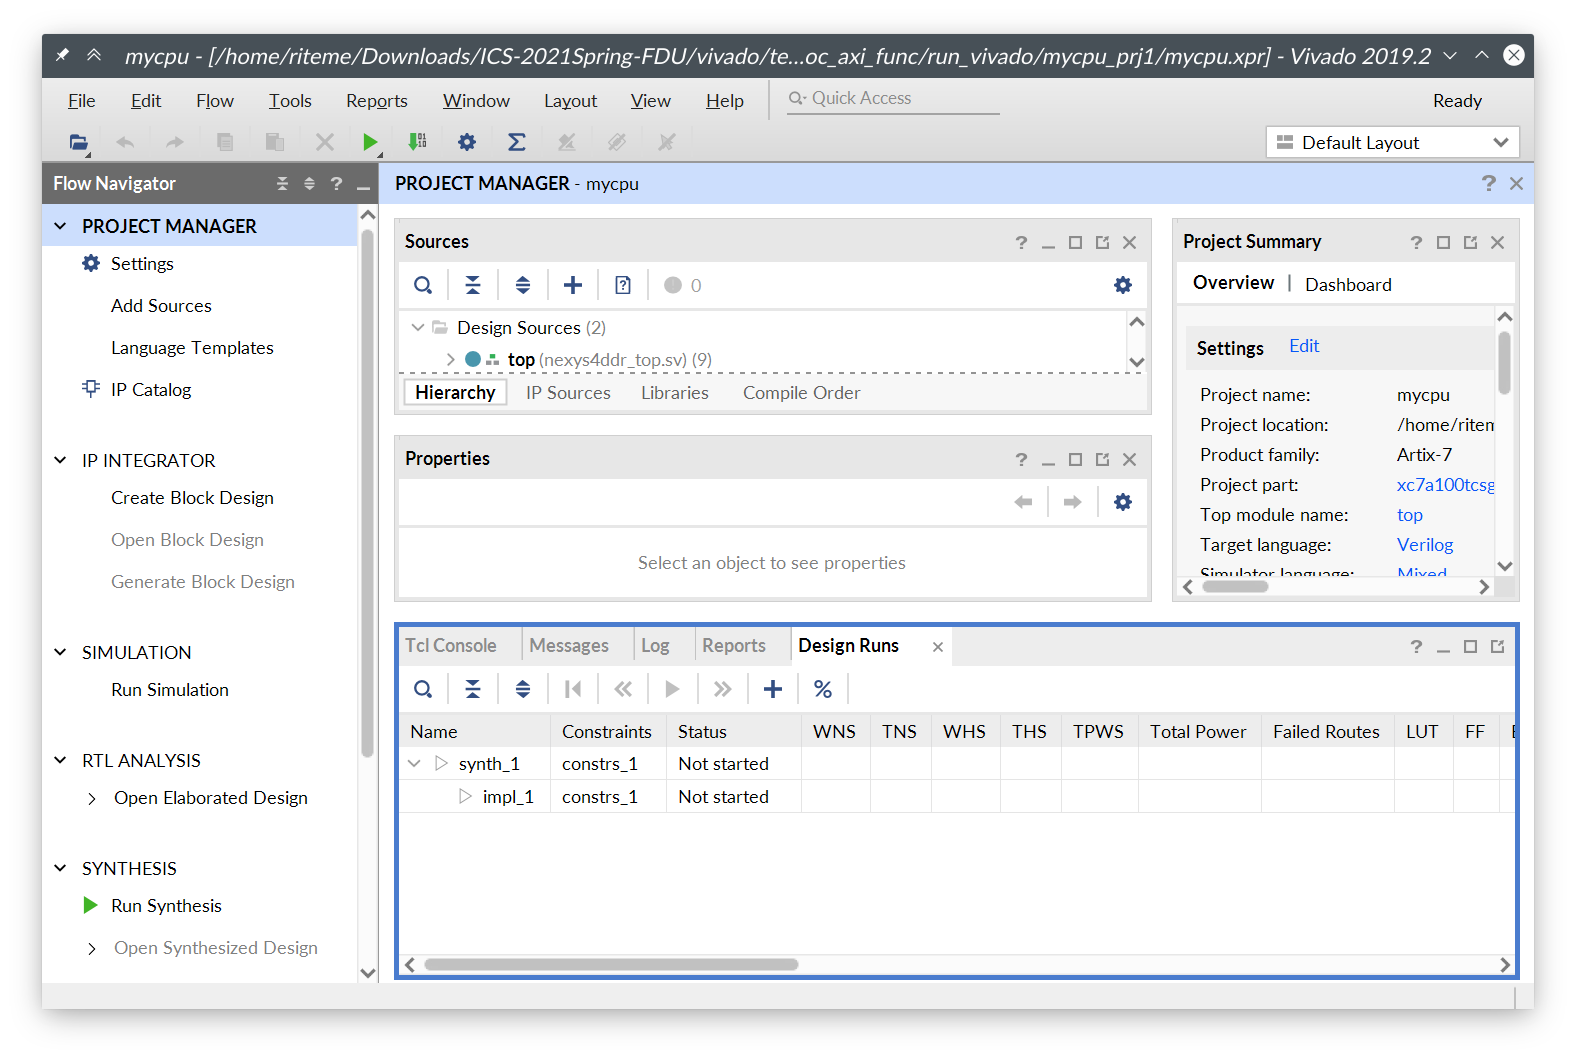 mycpu - [/home/riteme/Downloads/ICS-2021Spring-FDU/vivado/te...oc_axi_func/run_vivado/mycpu_prj1/mycpu.xpr] - Vivado 2019.2
File Edit Flow Tools Reports Window Layout View Help Quick Access Ready
Default Layout
Flow Navigator
PROJECT MANAGER
Settings
Add Sources
Language Templates
IP Catalog
IP INTEGRATOR
Create Block Design
Open Block Design
Generate Block Design
SIMULATION
Run Simulation
RTL ANALYSIS
Open Elaborated Design
SYNTHESIS
Run Synthesis
Open Synthesized Design
PROJECT MANAGER - mycpu
Sources
0
Design Sources (2)
top (nexys4ddr_top.sv) (9)
Hierarchy IP Sources Libraries Compile Order
Properties
Select an object to see properties
Project Summary
Overview | Dashboard
Settings Edit
Project name: mycpu
Project location: /home/ritem
Product family: Artix-7
Project part: xc7a100tcsg
Top module name: top
Target language: Verilog
Simulator language: Mixed
Tcl Console Messages Log Reports Design Runs
Name Constraints Status WNS TNS WHS THS TPWS Total Power Failed Routes LUT FF
synth_1 constrs_1 Not started
impl_1 constrs_1 Not started